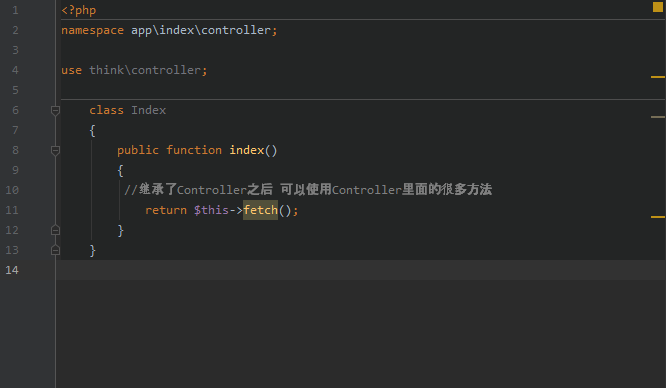 1 <?php
2 namespace app\index\controller;
3
4 use think\controller;
5
6 class Index
7 {
8 public function index()
9 {
10 //继承了Controller之后 可以使用Controller里面的很多方法
11 return $this->fetch();
12 }
13 }
14